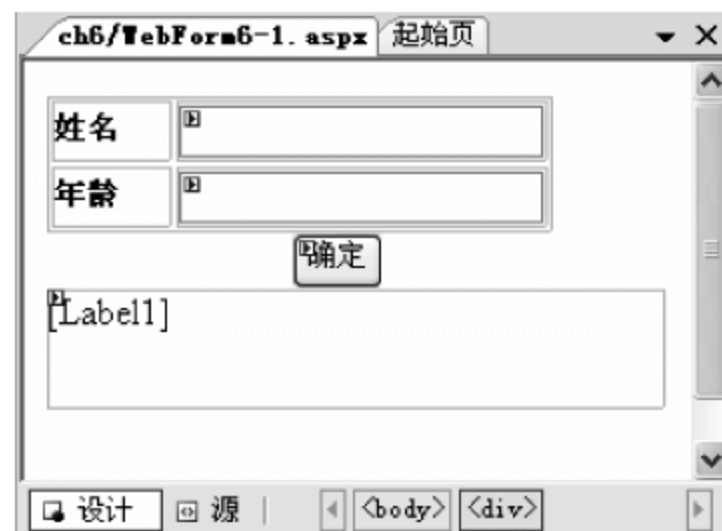 ch6/WebForm6-1.aspx 起始页
姓名
年龄
确定
[Label1]
设计 源 <body> <div>